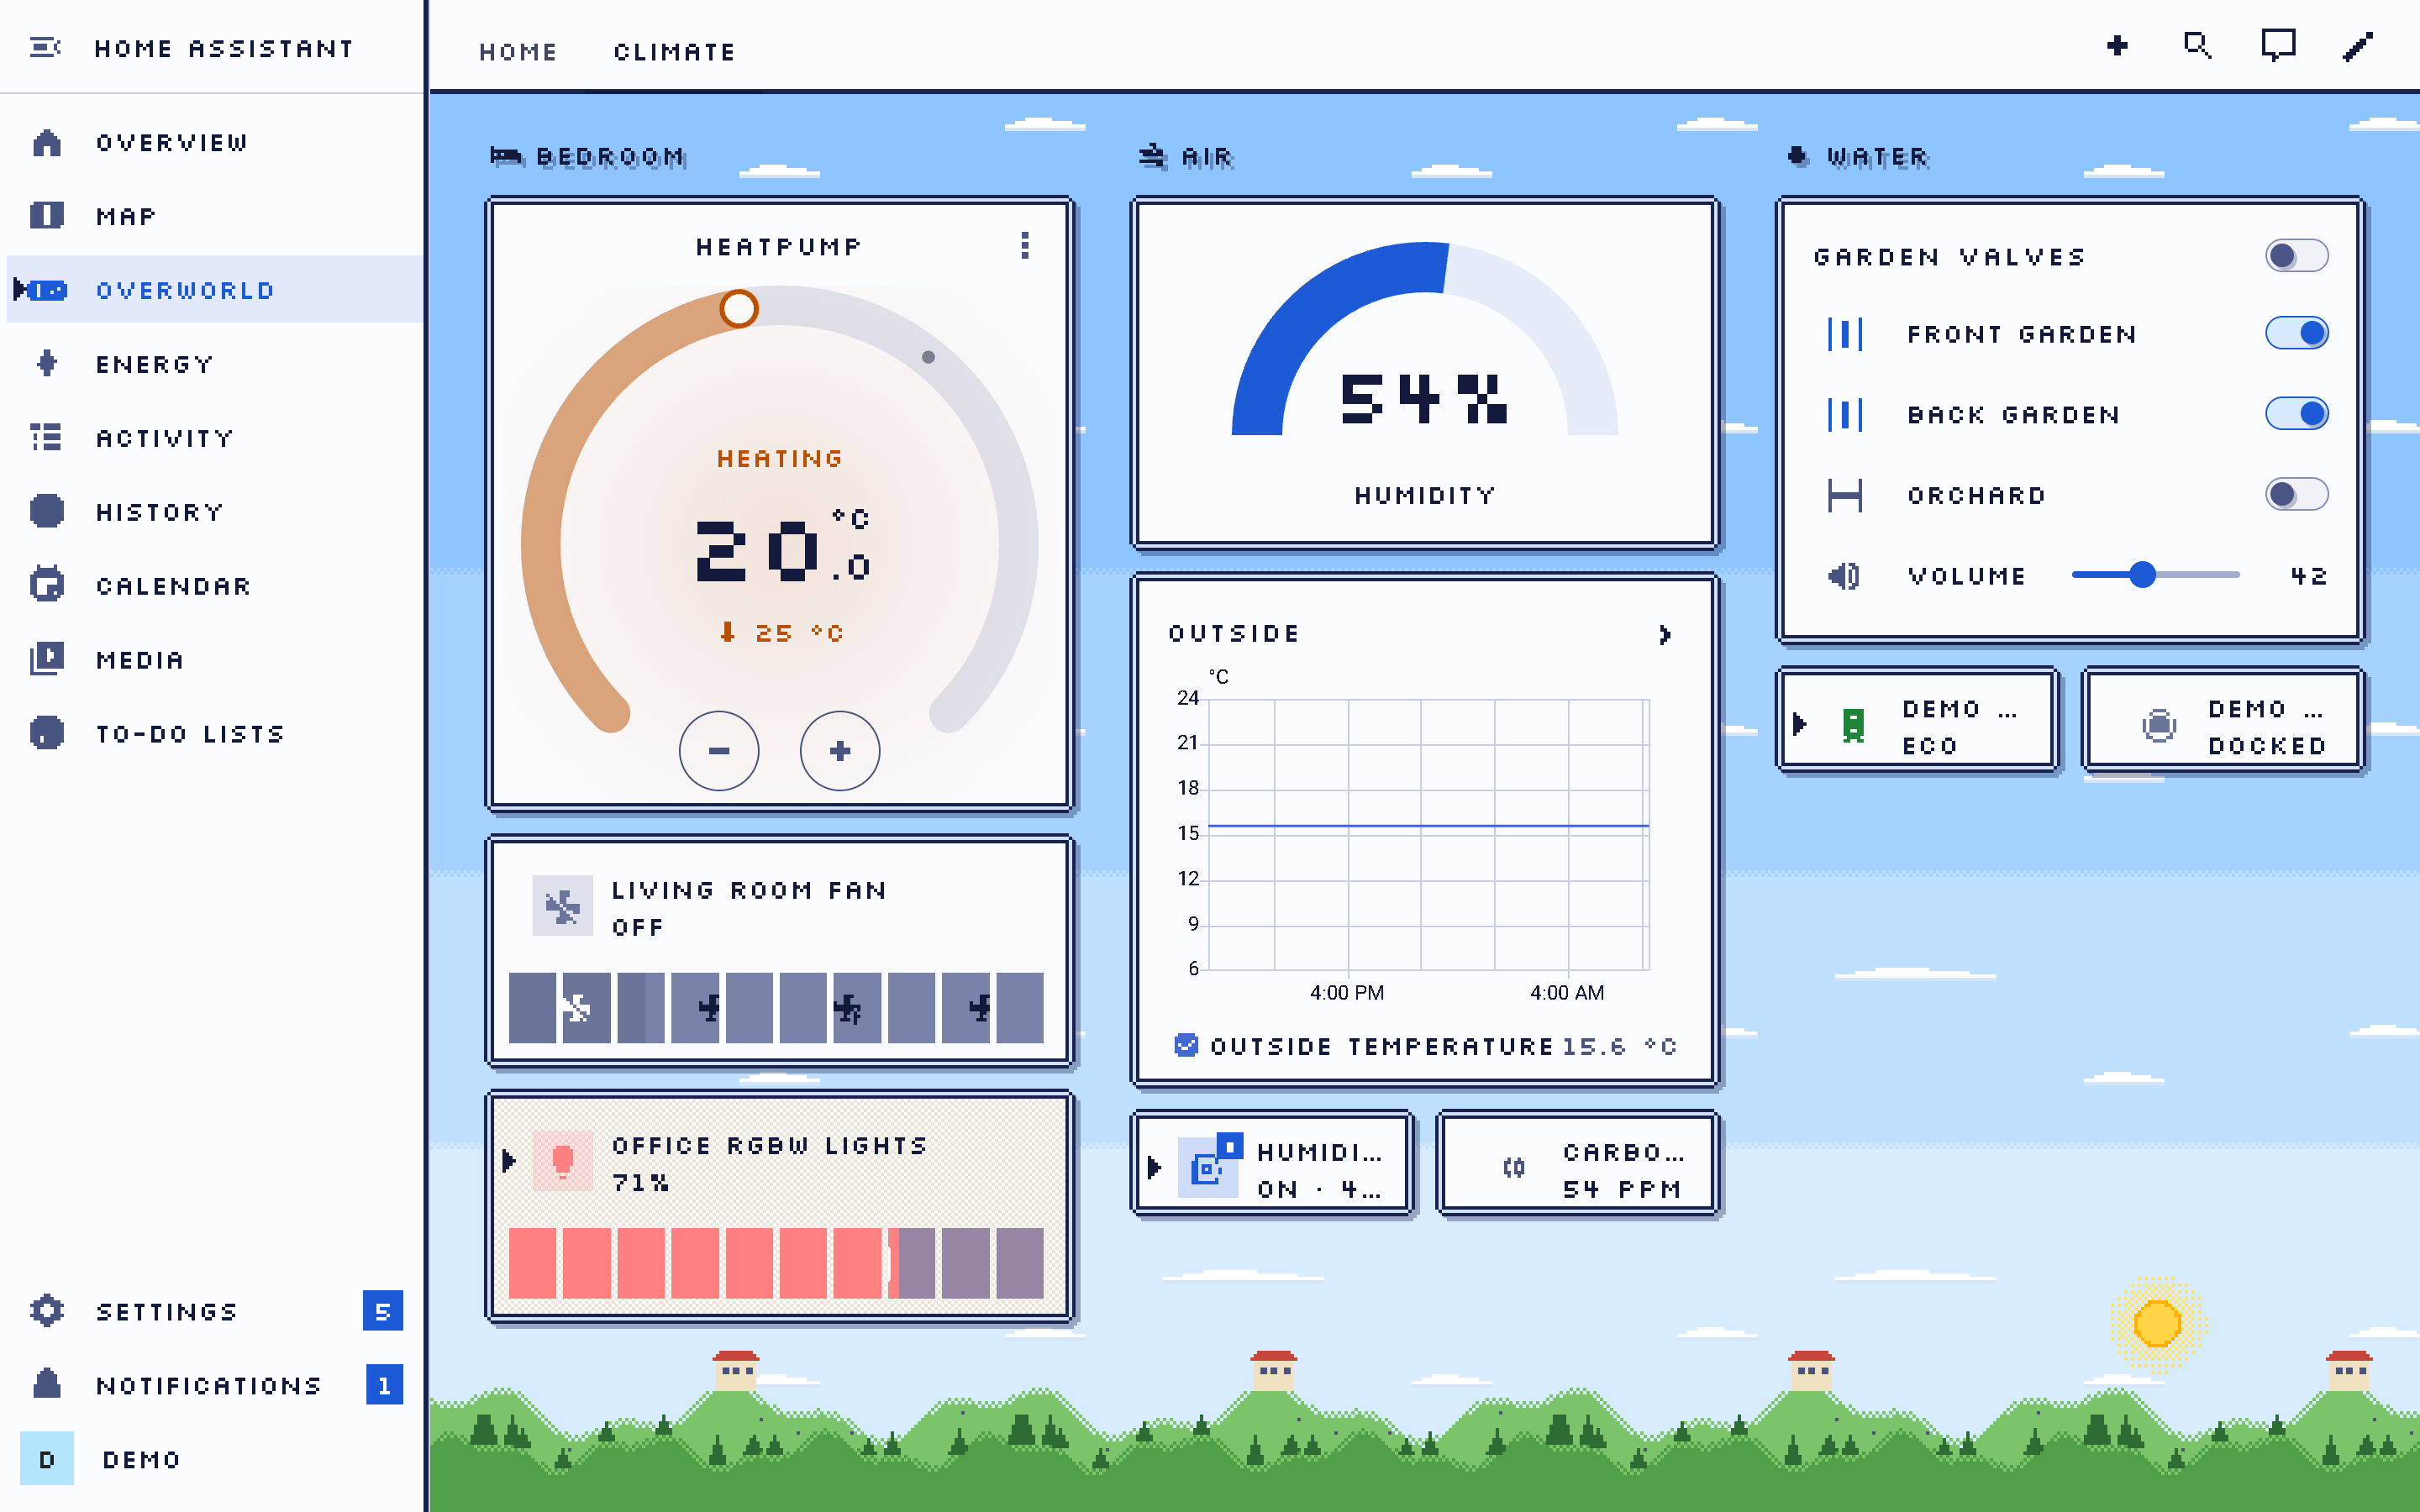 HOME ASSISTANT
OVERVIEW
MAP
OVERWORLD
ENERGY
ACTIVITY
HISTORY
CALENDAR
MEDIA
TO-DO LISTS
SETTINGS 5
NOTIFICATIONS 1
D DEMO
HOME CLIMATE
BEDROOM
HEATPUMP
HEATING
20.0 °C
25 °C
LIVING ROOM FAN
OFF
OFFICE RGBW LIGHTS
71%
AIR
54%
HUMIDITY
OUTSIDE
°C
24
21
18
15
12
9
6
4:00 PM 4:00 AM
OUTSIDE TEMPERATURE 15.6 °C
HUMIDI...
ON · 4...
CARBO...
54 PPM
WATER
GARDEN VALVES
FRONT GARDEN
BACK GARDEN
ORCHARD
VOLUME 42
DEMO ...
ECO
DEMO ...
DOCKED